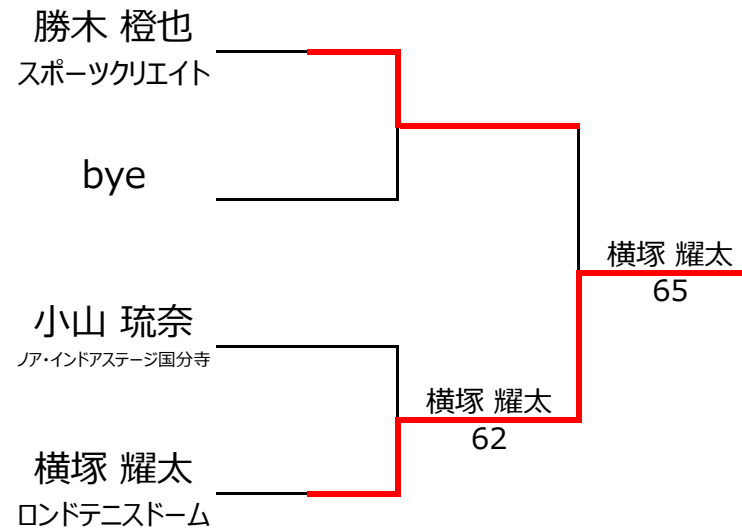 勝木 橙也
スポーツクリエイト
bye
小山 琉奈
ノア・インドアステージ国分寺
横塚 耀太
ロンドテニスドーム
横塚 耀太
62
横塚 耀太
65